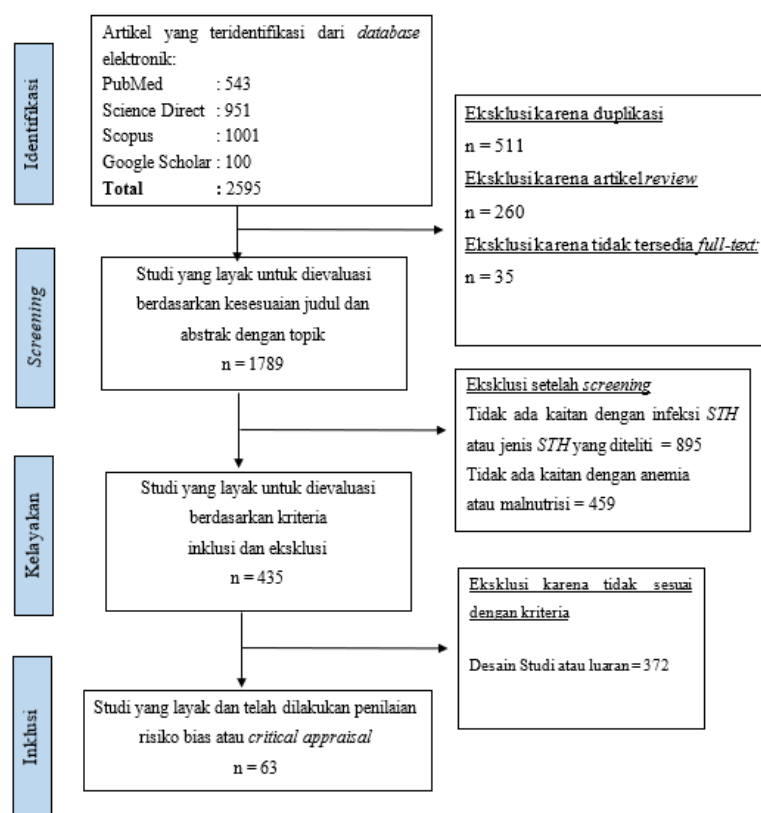 Identifikasi
Artikel yang teridentifikasi dari database
elektronik:
PubMed : 543
Science Direct : 951
Scopus : 1001
Google Scholar : 100
Total : 2595
Eksklusi karena duplikasi
n = 511
Eksklusi karena artikel review
n = 260
Eksklusi karena tidak tersedia full-text:
n = 35
Screening
Studi yang layak untuk dievaluasi
berdasarkan kesesuaian judul dan
abstrak dengan topik
n = 1789
Eksklusi setelah screening
Tidak ada kaitan dengan infeksi STH
atau jenis STH yang diteliti = 895
Tidak ada kaitan dengan anemia
atau malnutrisi = 459
Kelayakan
Studi yang layak untuk dievaluasi
berdasarkan kriteria
inklusi dan eksklusi
n = 435
Eksklusi karena tidak sesuai
dengan kriteria
Desain Studi atau luaran = 372
Inklusi
Studi yang layak dan telah dilakukan penilaian
risiko bias atau critical appraisal
n = 63